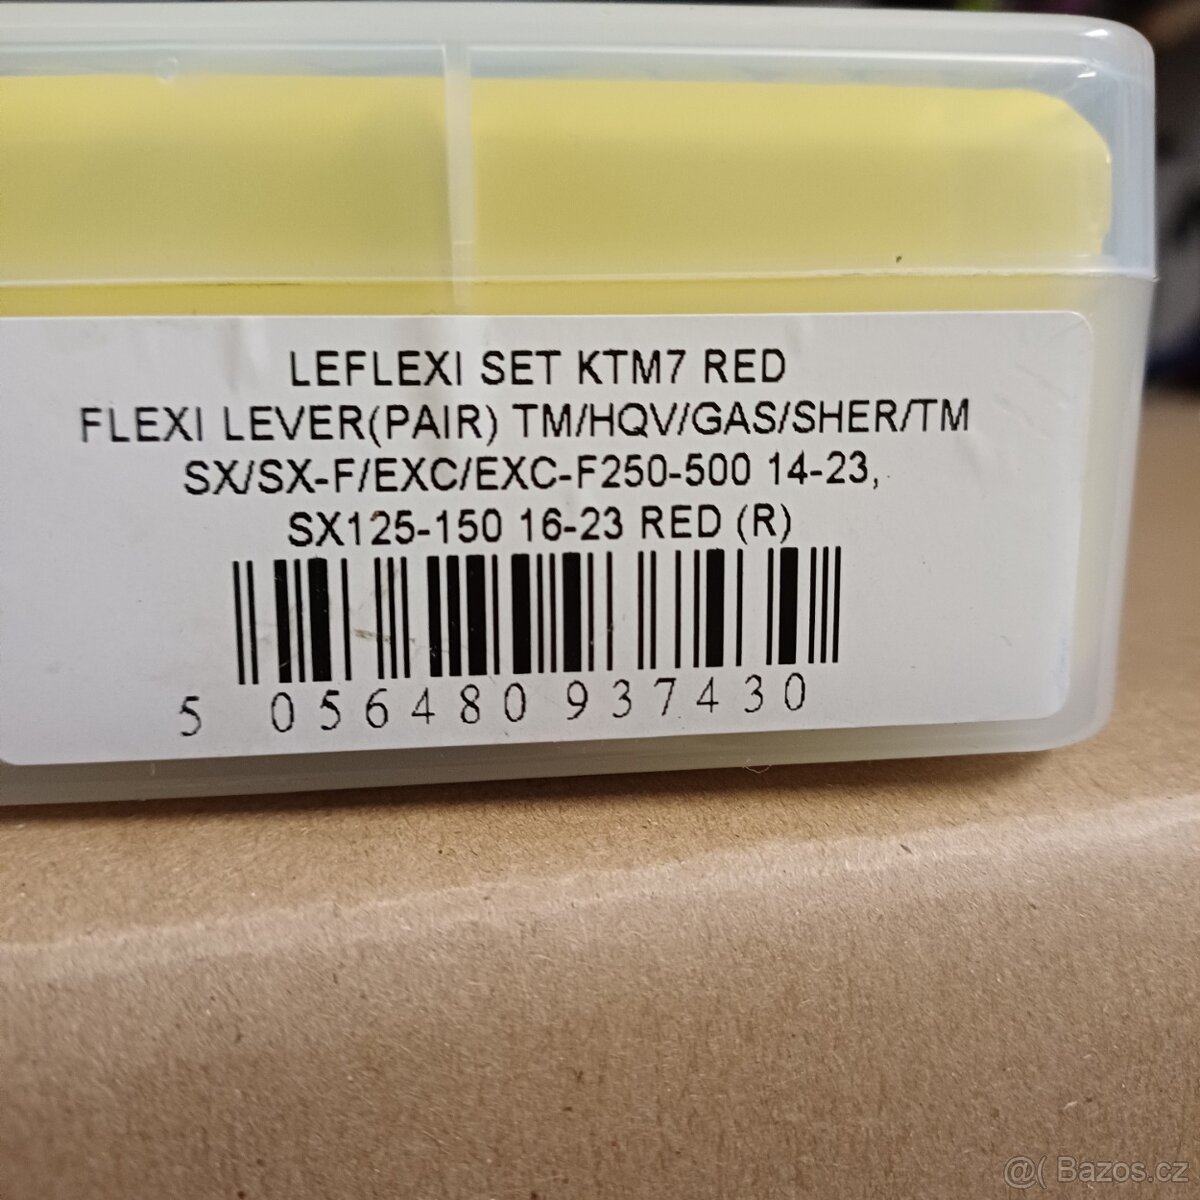 LEFLEXI SET KTM7 RED
FLEXI LEVER(PAIR) TM/HQV/GAS/SHER/TM
SX/SX-F/EXC/EXC-F250-500 14-23,
SX125-150 16-23 RED (R)
5 056480 937430
@( Bazos.cz